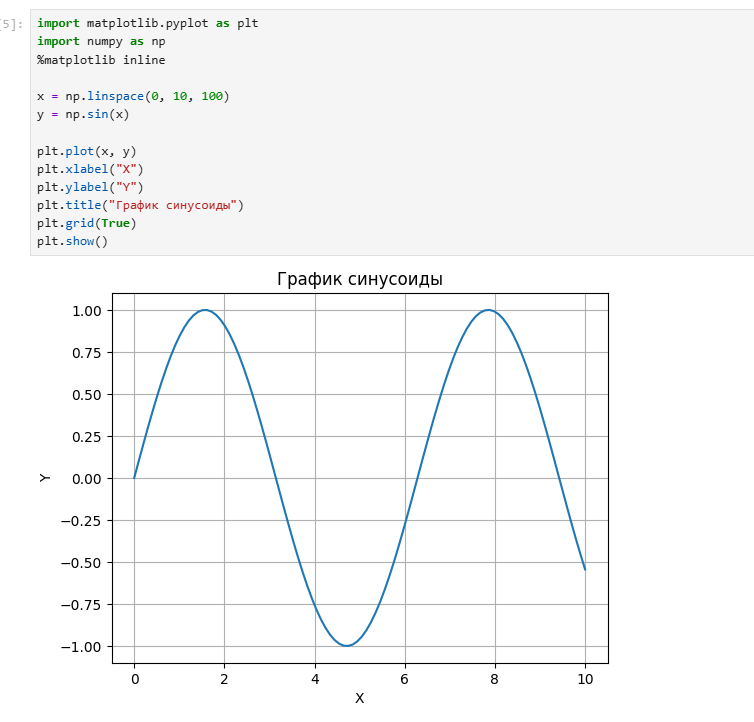 [5]:
import matplotlib.pyplot as plt
import numpy as np
%matplotlib inline
x = np.linspace(0, 10, 100)
y = np.sin(x)
plt.plot(x, y)
plt.xlabel("X")
plt.ylabel("Y")
plt.title("График синусоиды")
plt.grid(True)
plt.show()
График синусоиды
1.00
0.75
0.50
0.25
0.00
−0.25
−0.50
−0.75
−1.00
Y
0 2 4 6 8 10
X